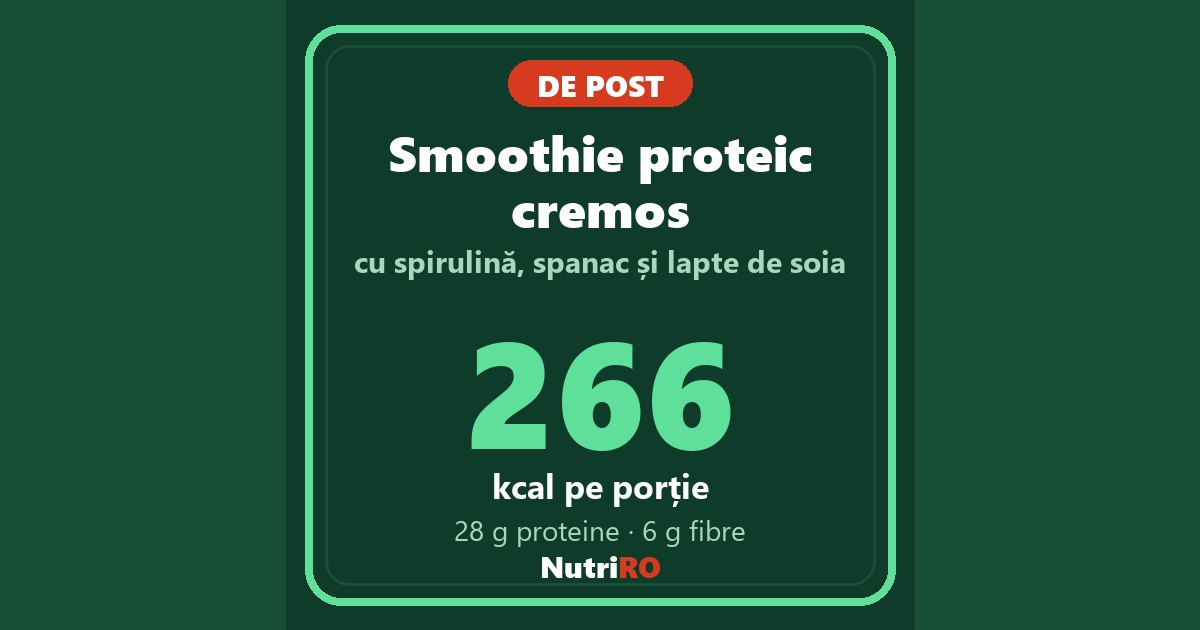 DE POST
Smoothie proteic
cremos
cu spirulină, spanac și lapte de soia
266
kcal pe porție
28 g proteine · 6 g fibre
NutriRO